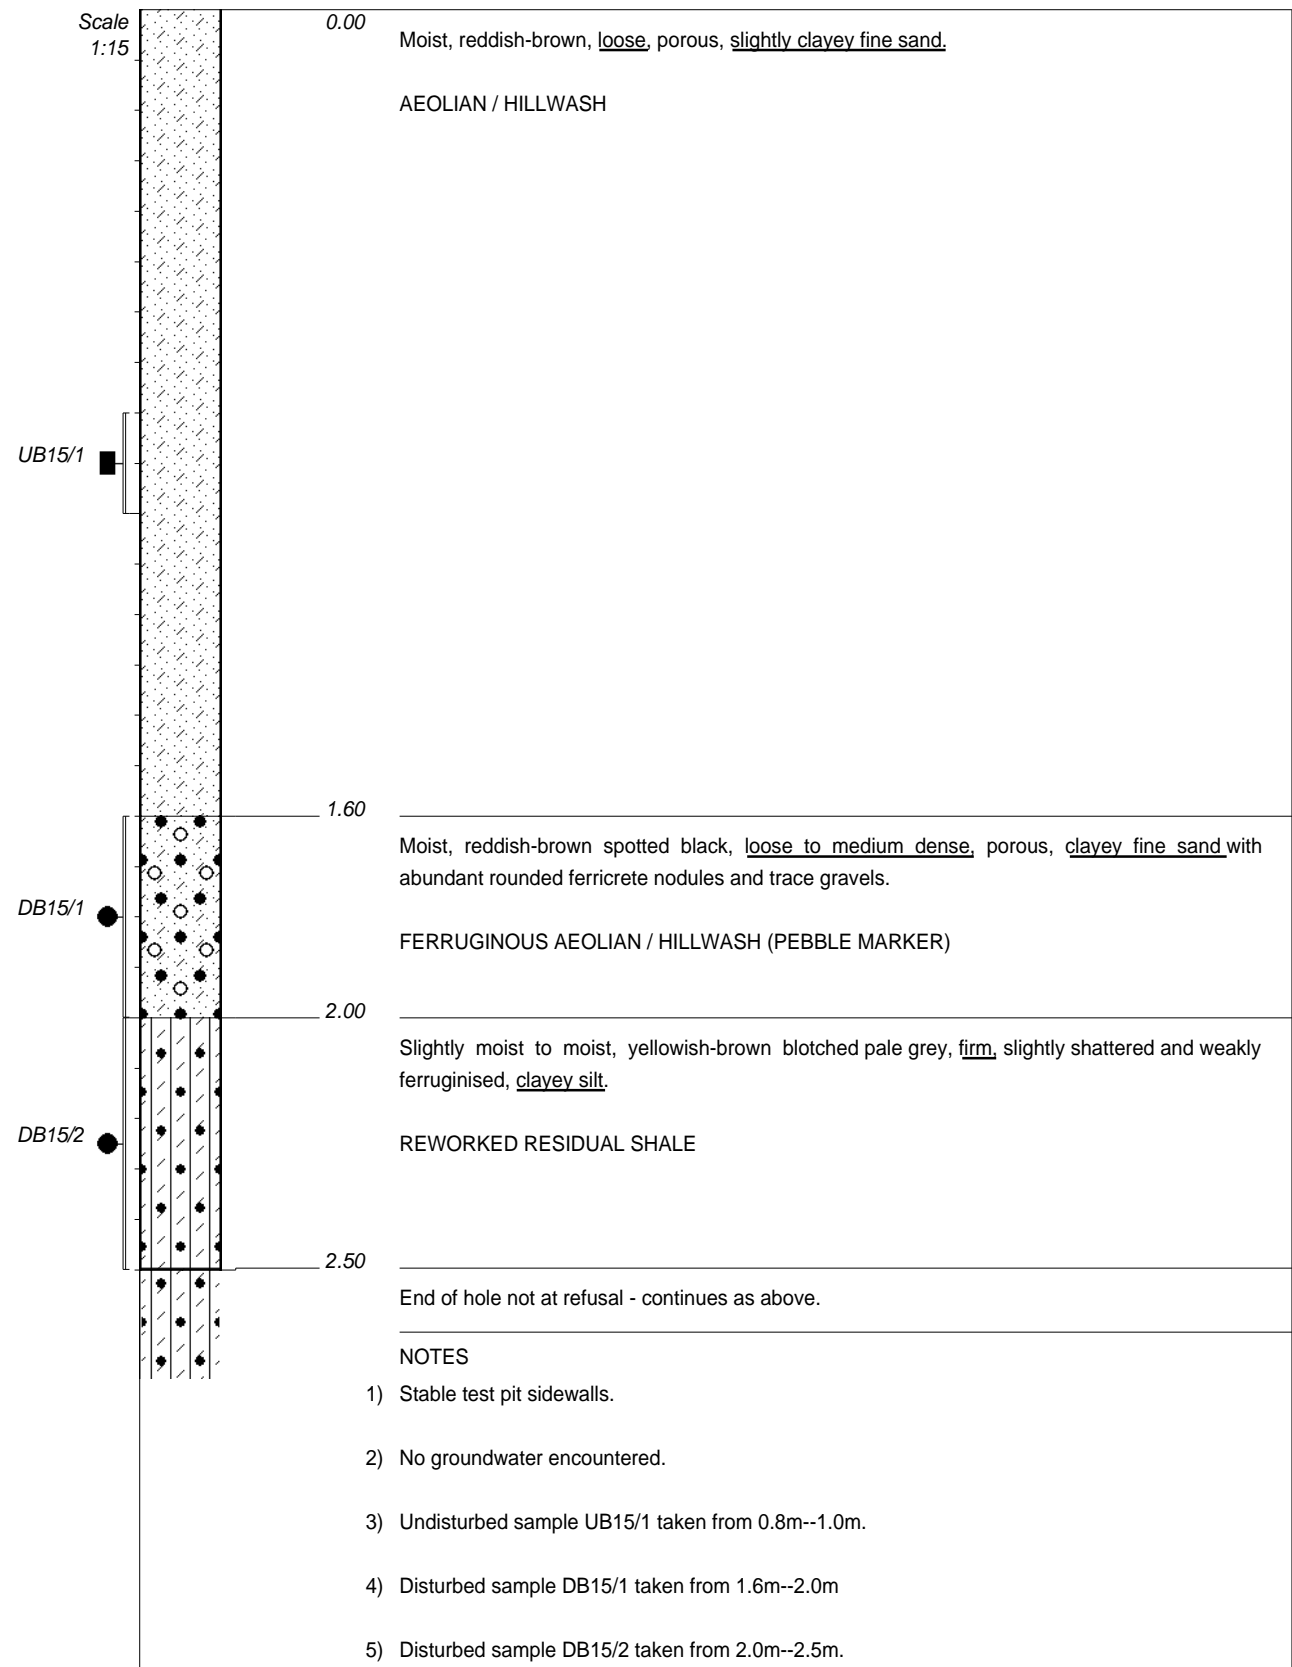 Scale
1:15
0.00
Moist, reddish-brown, loose, porous, slightly clayey fine sand.
AEOLIAN / HILLWASH
UB15/1
1.60
Moist, reddish-brown spotted black, loose to medium dense, porous, clayey fine sand with
abundant rounded ferricrete nodules and trace gravels.
DB15/1
FERRUGINOUS AEOLIAN / HILLWASH (PEBBLE MARKER)
2.00
Slightly moist to moist, yellowish-brown blotched pale grey, firm, slightly shattered and weakly
ferruginised, clayey silt.
DB15/2
REWORKED RESIDUAL SHALE
2.50
End of hole not at refusal - continues as above.
NOTES
1) Stable test pit sidewalls.
2) No groundwater encountered.
3) Undisturbed sample UB15/1 taken from 0.8m--1.0m.
4) Disturbed sample DB15/1 taken from 1.6m--2.0m
5) Disturbed sample DB15/2 taken from 2.0m--2.5m.